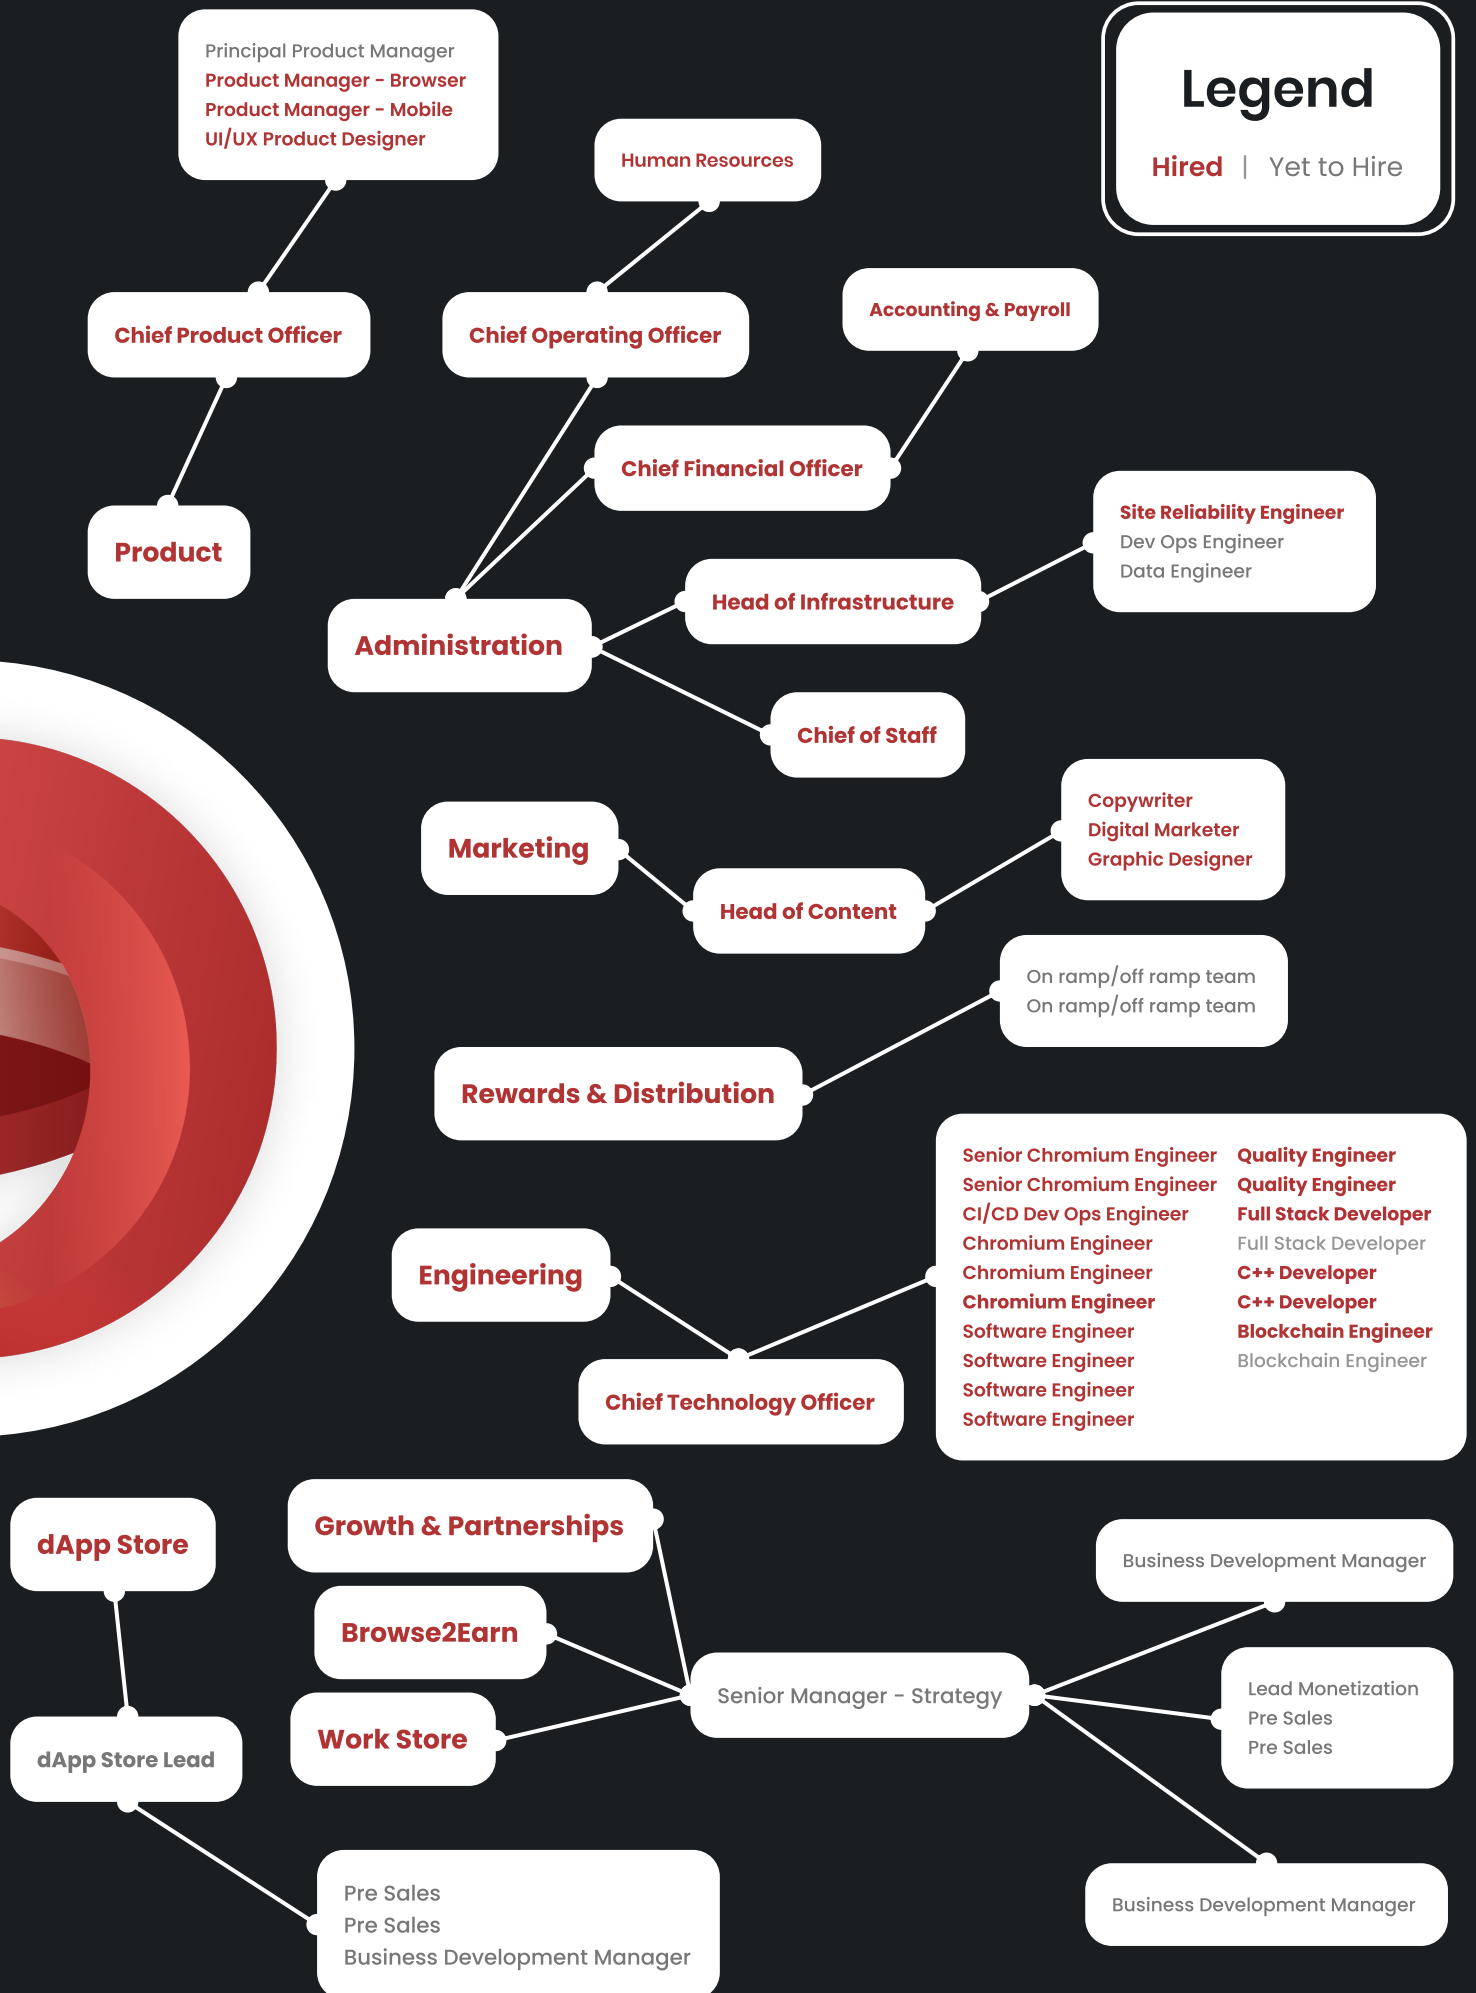 Principal Product Manager
Product Manager - Browser
Product Manager - Mobile
UI/UX Product Designer
Legend
Hired | Yet to Hire
Human Resources
Chief Product Officer
Chief Operating Officer
Accounting & Payroll
Chief Financial Officer
Product
Site Reliability Engineer
Dev Ops Engineer
Data Engineer
Head of Infrastructure
Administration
Chief of Staff
Marketing
Copywriter
Digital Marketer
Graphic Designer
Head of Content
On ramp/off ramp team
On ramp/off ramp team
Rewards & Distribution
Senior Chromium Engineer
Senior Chromium Engineer
CI/CD Dev Ops Engineer
Chromium Engineer
Chromium Engineer
Chromium Engineer
Software Engineer
Software Engineer
Software Engineer
Software Engineer
Quality Engineer
Quality Engineer
Full Stack Developer
Full Stack Developer
C++ Developer
C++ Developer
Blockchain Engineer
Blockchain Engineer
Engineering
Chief Technology Officer
dApp Store
Growth & Partnerships
Browse2Earn
Work Store
Senior Manager - Strategy
Business Development Manager
Lead Monetization
Pre Sales
Pre Sales
Business Development Manager
dApp Store Lead
Pre Sales
Pre Sales
Business Development Manager